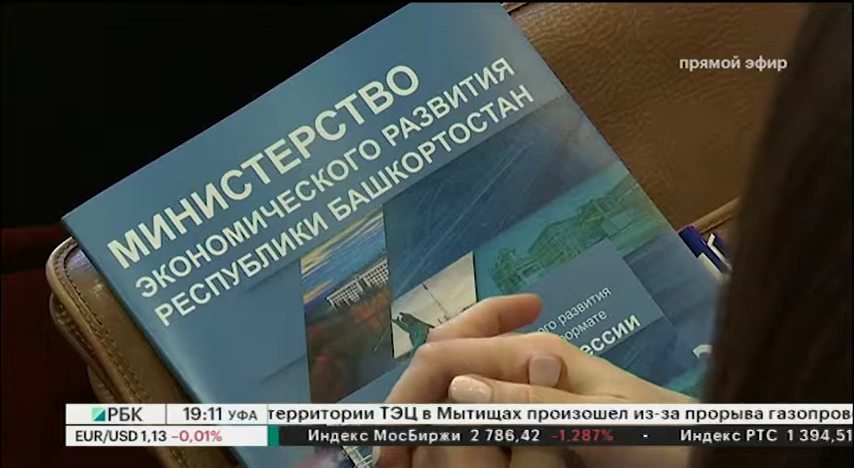 прямой эфир
МИНИСТЕРСТВО
ЭКОНОМИЧЕСКОГО РАЗВИТИЯ
РЕСПУБЛИКИ БАШКОРТОСТАН
ого развития
формате
ессии
РБК 19:11 УФА территории ТЭЦ в Мытищах произошел из-за прорыва газопров
EUR/USD 1,13 -0,01% Индекс МосБиржи 2 786,42 -1,287% - Индекс РТС 1 394,51